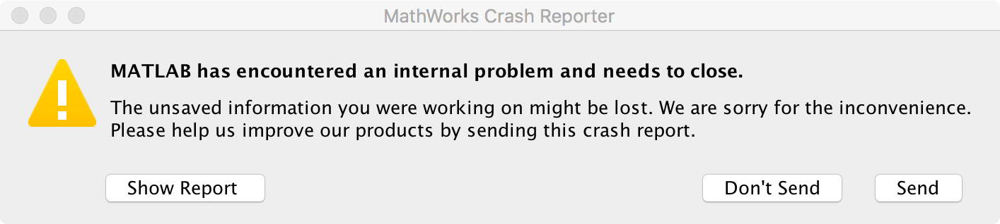 MathWorks Crash Reporter
MATLAB has encountered an internal problem and needs to close.
The unsaved information you were working on might be lost. We are sorry for the inconvenience.
Please help us improve our products by sending this crash report.
Show Report
Don't Send
Send